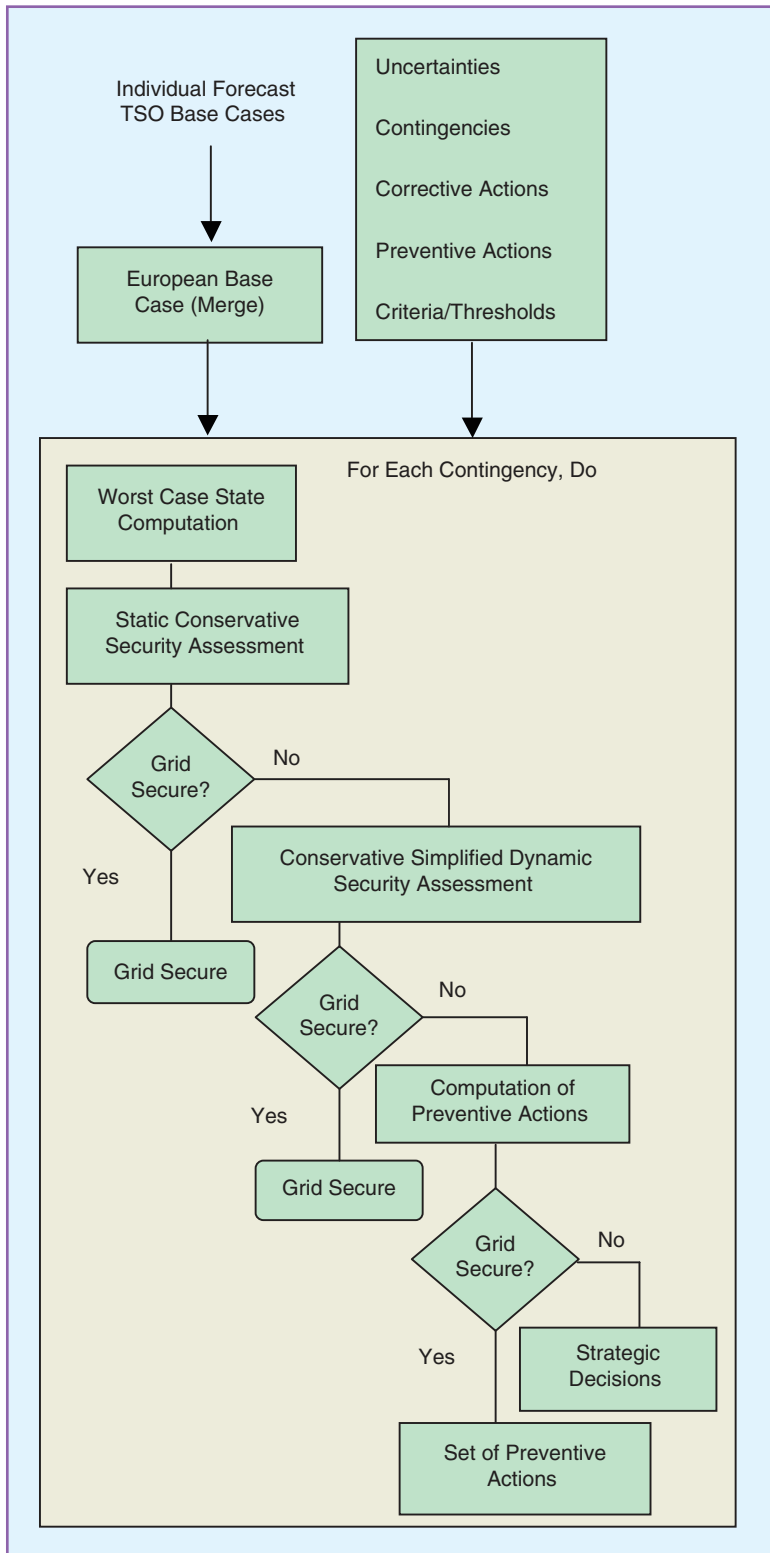 Individual Forecast
TSO Base Cases
Uncertainties
Contingencies
Corrective Actions
Preventive Actions
Criteria/Thresholds
European Base
Case (Merge)
For Each Contingency, Do
Worst Case State
Computation
Static Conservative
Security Assessment
Grid
Secure?
No
Yes
Conservative Simplified Dynamic
Security Assessment
Grid Secure
Grid
Secure?
No
Yes
Computation of
Preventive Actions
Grid Secure
Grid
Secure?
No
Yes
Strategic
Decisions
Set of Preventive
Actions